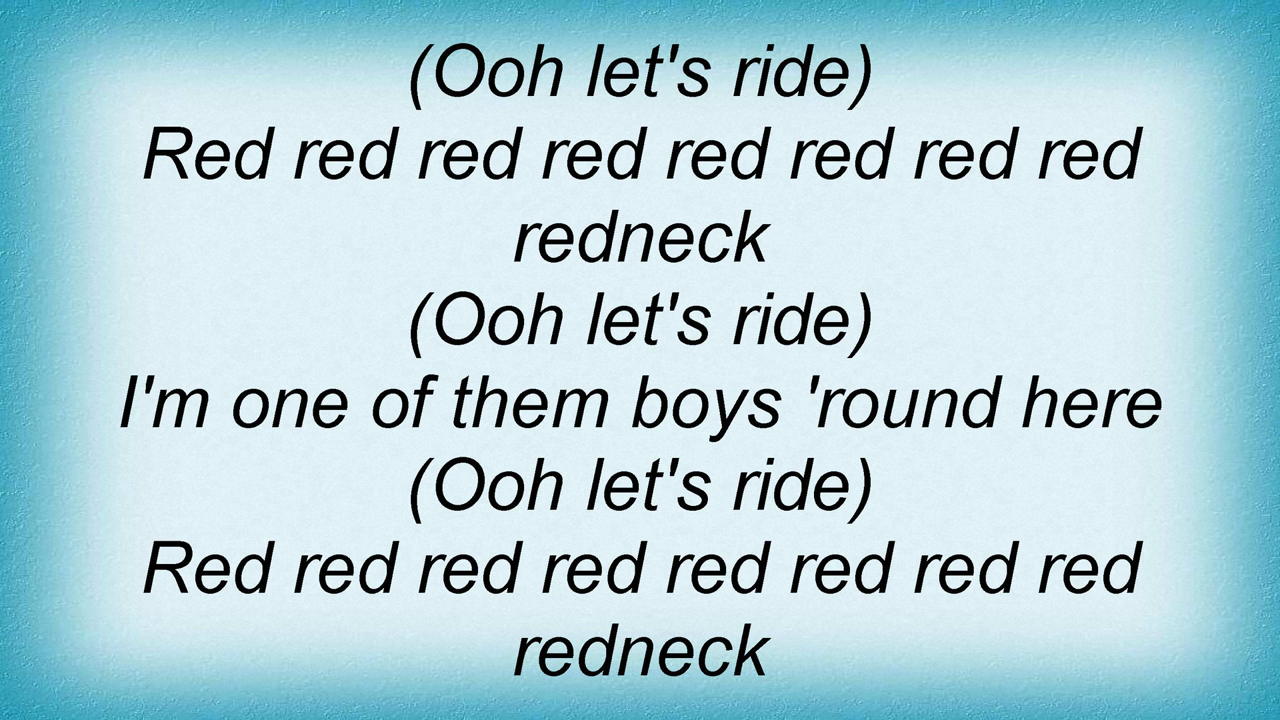 (Ooh let's ride)
Red red red red red red red red
redneck
(Ooh let's ride)
I'm one of them boys 'round here
(Ooh let's ride)
Red red red red red red red red
redneck